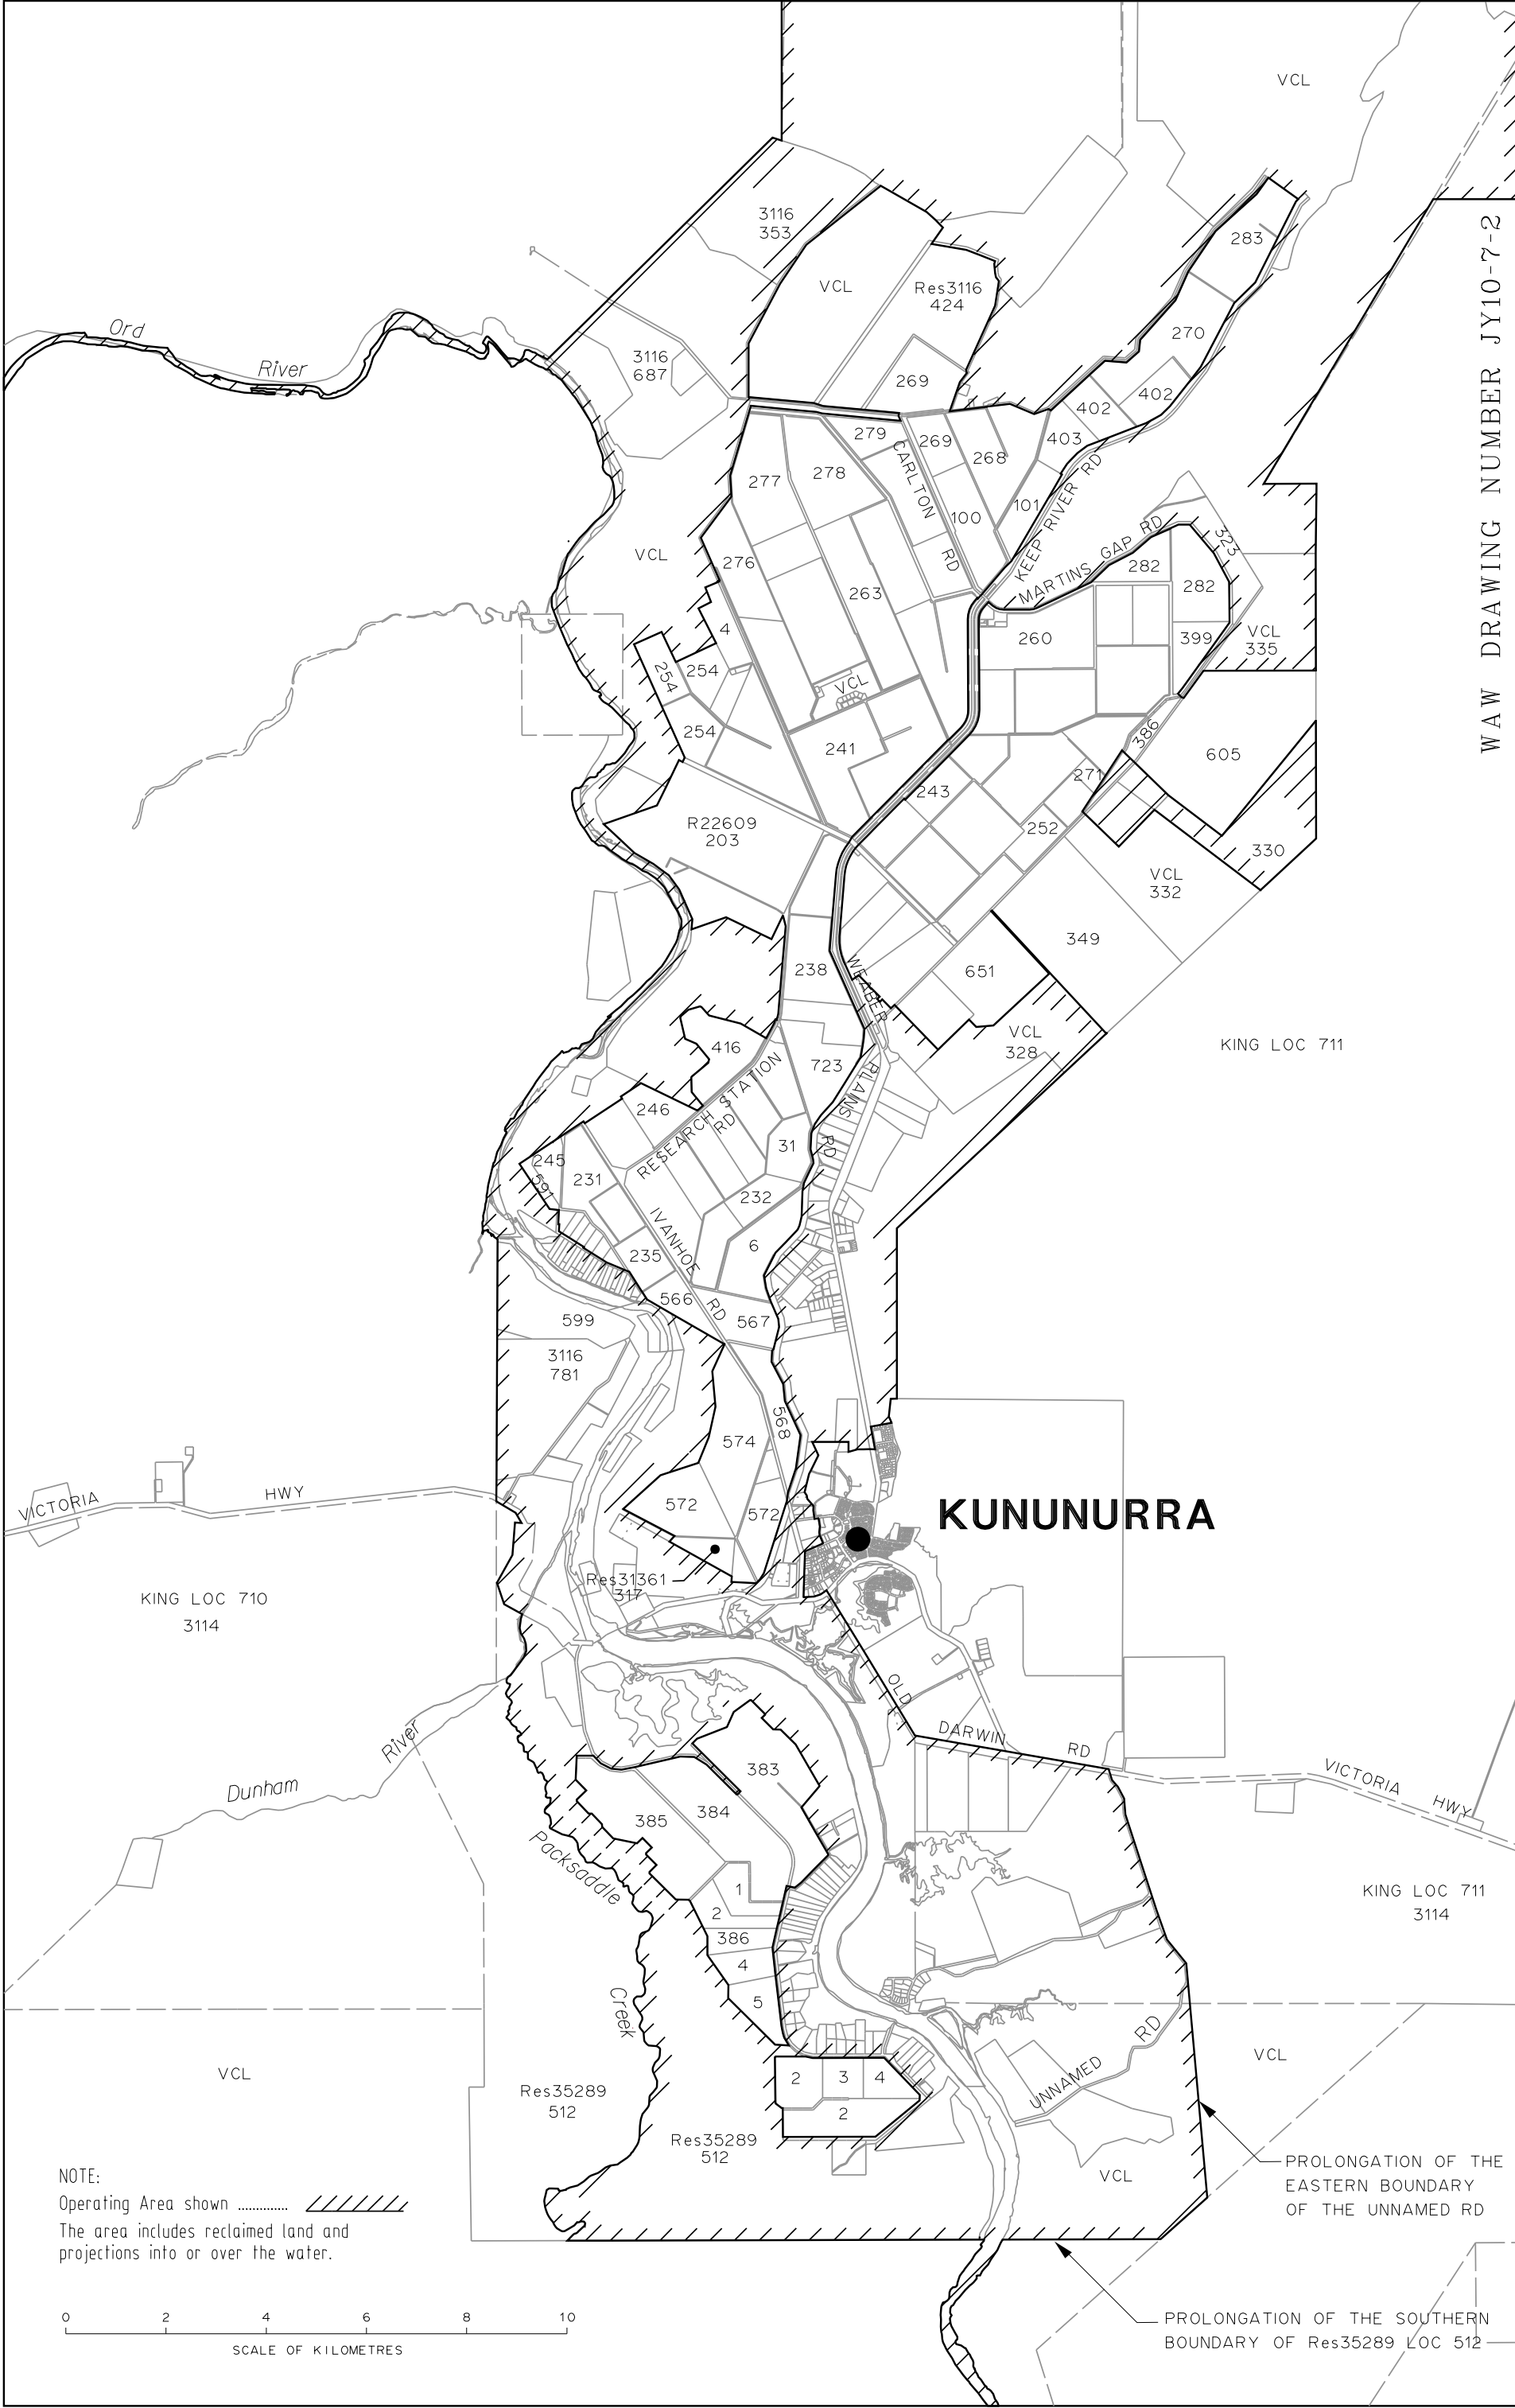 VCL
WAW DRAWING NUMBER JY10-7-2
3116
353
283
VCL
Res3116
424
Ord
River
270
3116
687
269
402
402
279
269
403
268
CARLTON
RD
277
278
100
101
KEEP RIVER RD
VCL
276
MARTINS GAP RD
323
282
282
263
4
260
399
VCL
335
254
254
VCL
254
241
386
605
271
243
R22609
203
252
330
VCL
332
349
238
651
WEABER
PLAINS
RD
VCL
328
KING LOC 711
416
723
RESEARCH STATION
RD
246
31
245
591
231
232
IVANHOE
RD
235
6
566
599
567
3116
781
568
574
VICTORIA
HWY
572
572
KUNUNURRA
Res31361
317
KING LOC 710
3114
OLD
DARWIN
RD
River
Dunham
383
VICTORIA
HWY
384
385
Packsaddle
Creek
1
2
KING LOC 711
3114
386
4
5
UNNAMED RD
VCL
VCL
2
3
4
2
Res35289
512
Res35289
512
VCL
PROLONGATION OF THE
EASTERN BOUNDARY
OF THE UNNAMED RD
NOTE:
Operating Area shown .............
The area includes reclaimed land and
projections into or over the water.
0 2 4 6 8 10
SCALE OF KILOMETRES
PROLONGATION OF THE SOUTHERN
BOUNDARY OF Res35289 LOC 512